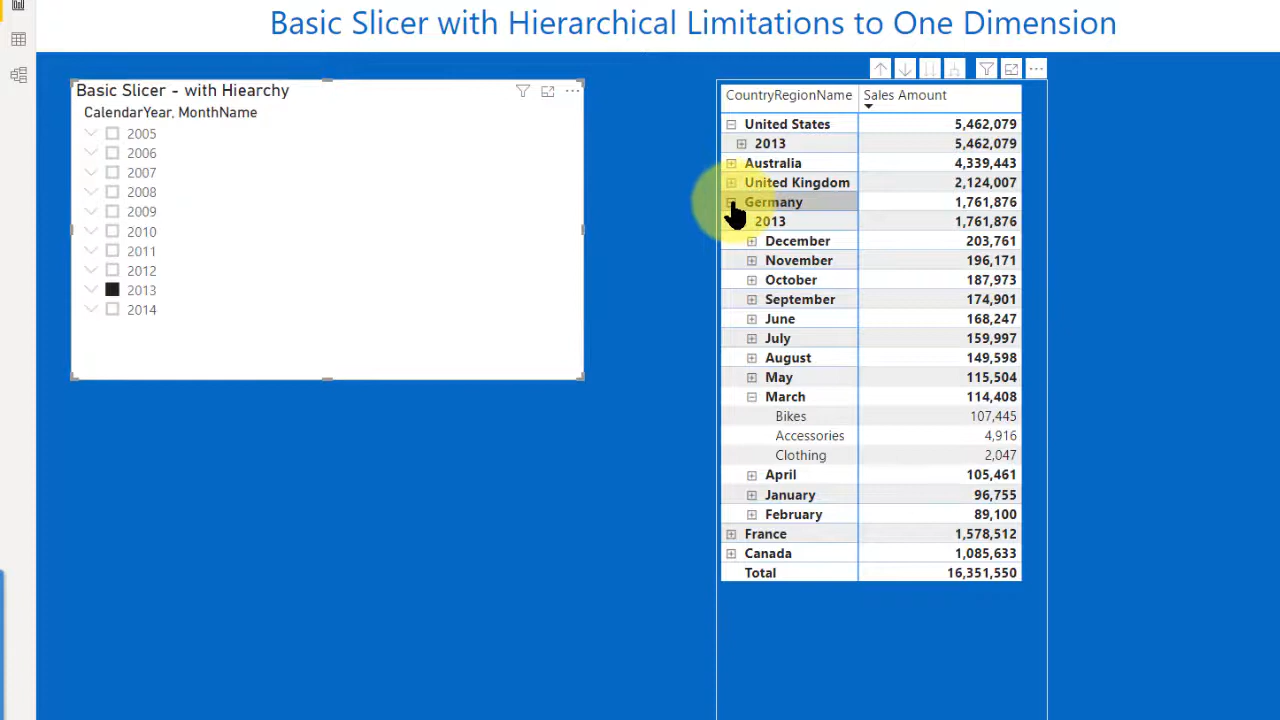 Basic Slicer with Hierarchical Limitations to One Dimension
Basic Slicer - with Hiearchy
CalendarYear, MonthName
2005
2006
2007
2008
2009
2010
2011
2012
2013
2014
CountryRegionName Sales Amount
United States 5,462,079
2013 5,462,079
Australia 4,339,443
United Kingdom 2,124,007
Germany 1,761,876
2013 1,761,876
December 203,761
November 196,171
October 187,973
September 174,901
June 168,247
July 159,997
August 149,598
May 115,504
March 114,408
Bikes 107,445
Accessories 4,916
Clothing 2,047
April 105,461
January 96,755
February 89,100
France 1,578,512
Canada 1,085,633
Total 16,351,550